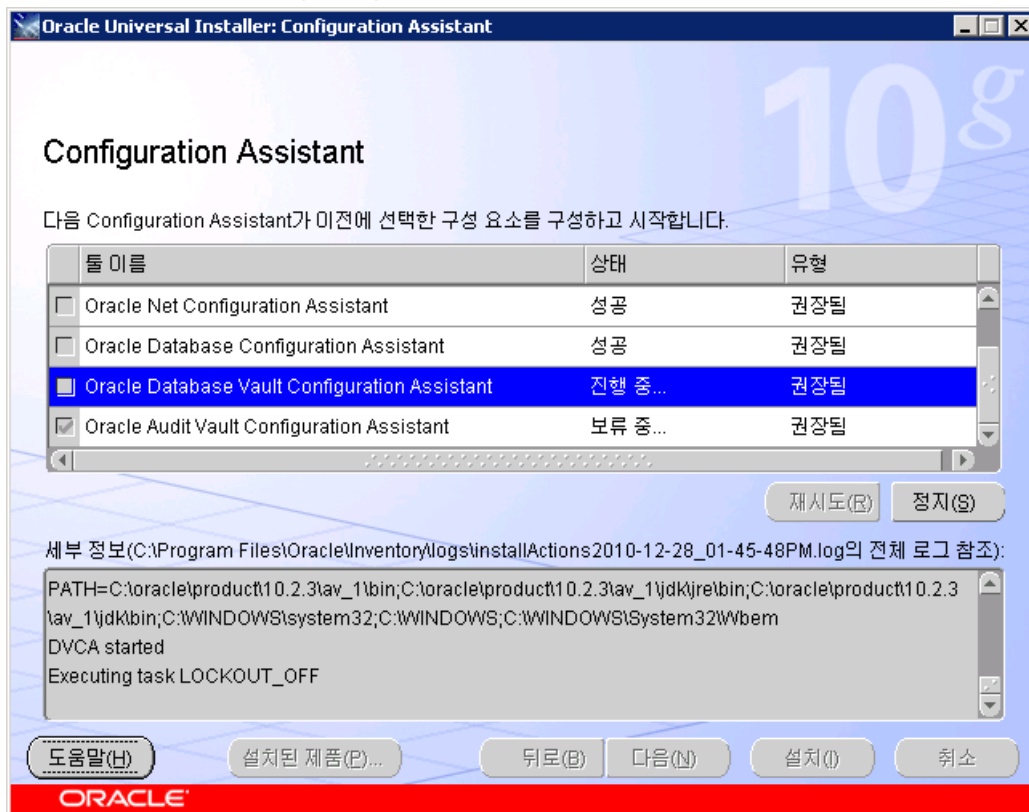 Oracle Universal Installer: Configuration Assistant
10g
Configuration Assistant
다음 Configuration Assistant가 이전에 선택한 구성 요소를 구성하고 시작합니다.
툴 이름 상태 유형
Oracle Net Configuration Assistant 성공 권장됨
Oracle Database Configuration Assistant 성공 권장됨
Oracle Database Vault Configuration Assistant 진행 중... 권장됨
Oracle Audit Vault Configuration Assistant 보류 중... 권장됨
재시도(R) 정지(S)
세부 정보(C:\Program Files\Oracle\Inventory\logs\installActions2010-12-28_01-45-48PM.log의 전체 로그 참조):
PATH=C:\oracle\product\10.2.3\av_1\bin;C:\oracle\product\10.2.3\av_1\jdk\jre\bin;C:\oracle\product\10.2.3
\av_1\jdk\bin;C:\WINDOWS\system32;C:\WINDOWS;C:\WINDOWS\System32\Wbem
DVCA started
Executing task LOCKOUT_OFF
도움말(H) 설치된 제품(P)... 뒤로(B) 다음(N) 설치(I) 취소
ORACLE